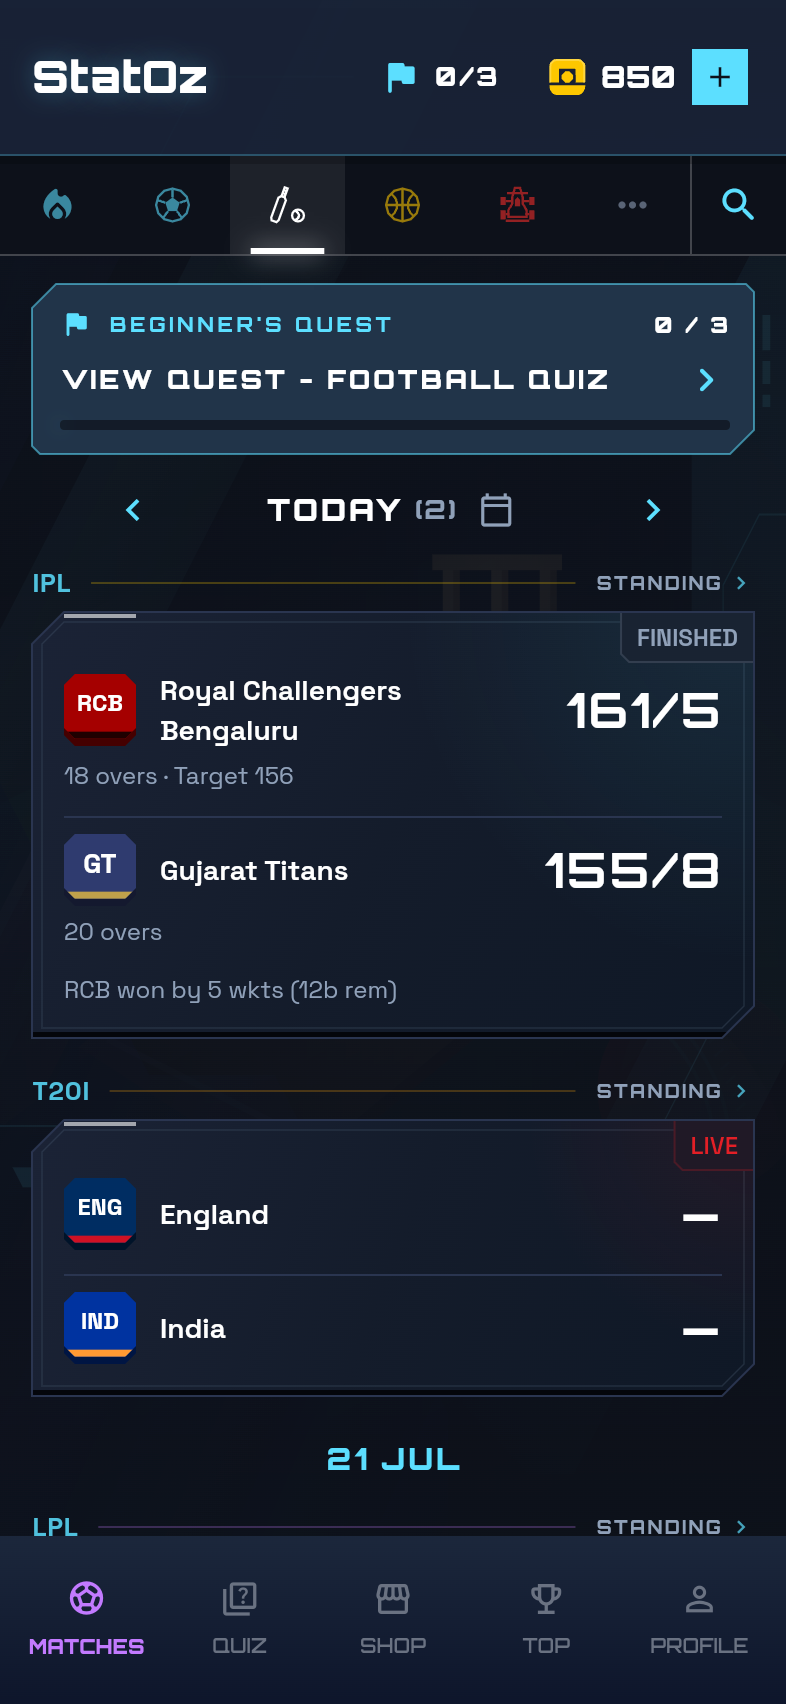 StatOz
0/3
850
BEGINNER'S QUEST
0 / 3
VIEW QUEST - FOOTBALL QUIZ
TODAY (2)
IPL
STANDING
FINISHED
RCB
Royal Challengers
Bengaluru
161/5
18 overs · Target 156
GT
Gujarat Titans
155/8
20 overs
RCB won by 5 wkts (12b rem)
T20I
STANDING
LIVE
ENG
England
—
IND
India
—
21 JUL
LPL
STANDING
MATCHES
QUIZ
SHOP
TOP
PROFILE